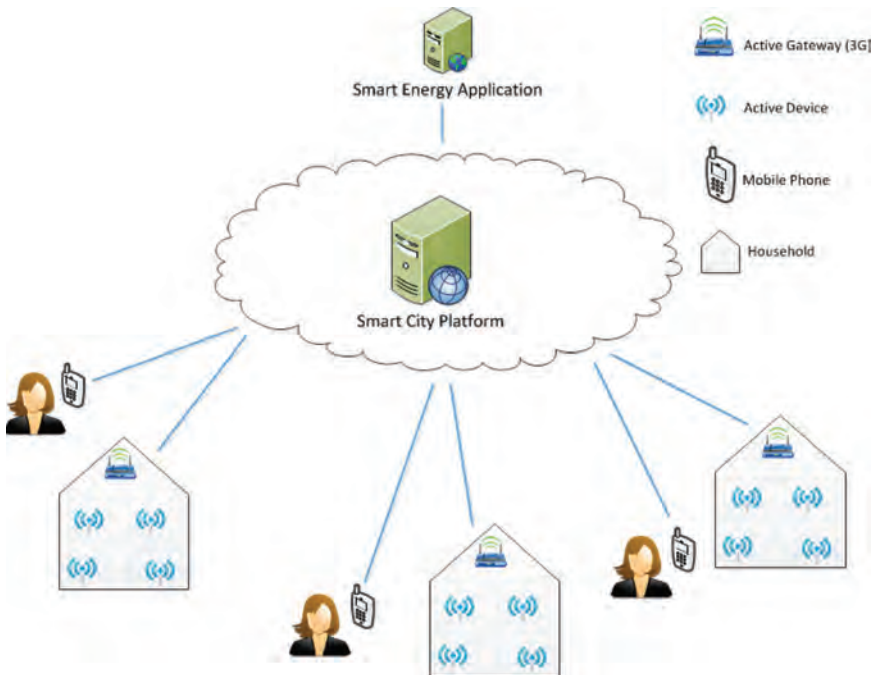 Smart Energy Application
Active Gateway (3G)
Active Device
Mobile Phone
Household
Smart City Platform